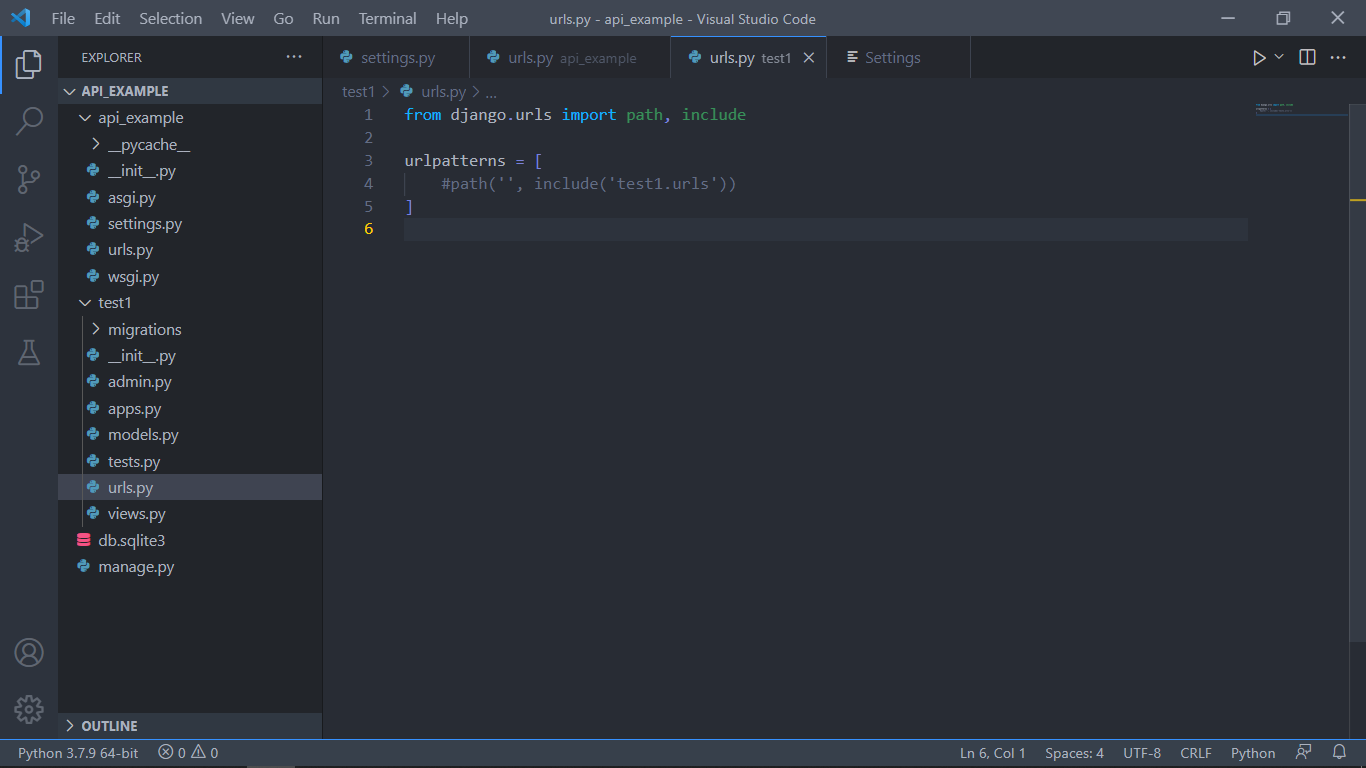 File Edit Selection View Go Run Terminal Help
urls.py - api_example - Visual Studio Code
EXPLORER
API_EXAMPLE
api_example
__pycache__
__init__.py
asgi.py
settings.py
urls.py
wsgi.py
test1
migrations
__init__.py
admin.py
apps.py
models.py
tests.py
urls.py
views.py
db.sqlite3
manage.py
OUTLINE
settings.py
urls.py api_example
urls.py test1
Settings
test1 > urls.py > ...
1 from django.urls import path, include
2
3 urlpatterns = [
4 #path('', include('test1.urls'))
5 ]
6
Python 3.7.9 64-bit 0 0 Ln 6, Col 1 Spaces: 4 UTF-8 CRLF Python